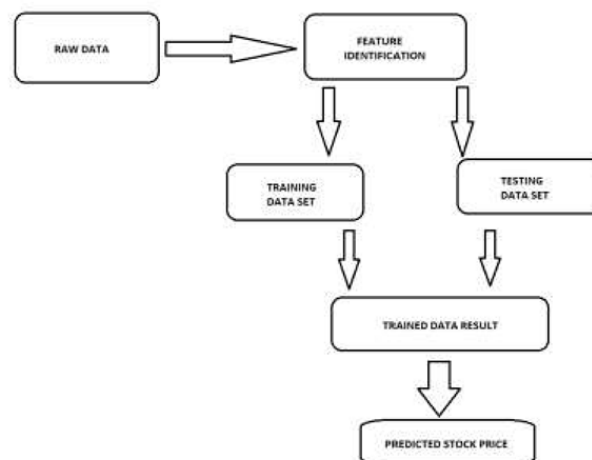 RAW DATA
FEATURE
IDENTIFICATION
TRAINING
DATA SET
TESTING
DATA SET
TRAINED DATA RESULT
PREDICTED STOCK PRICE